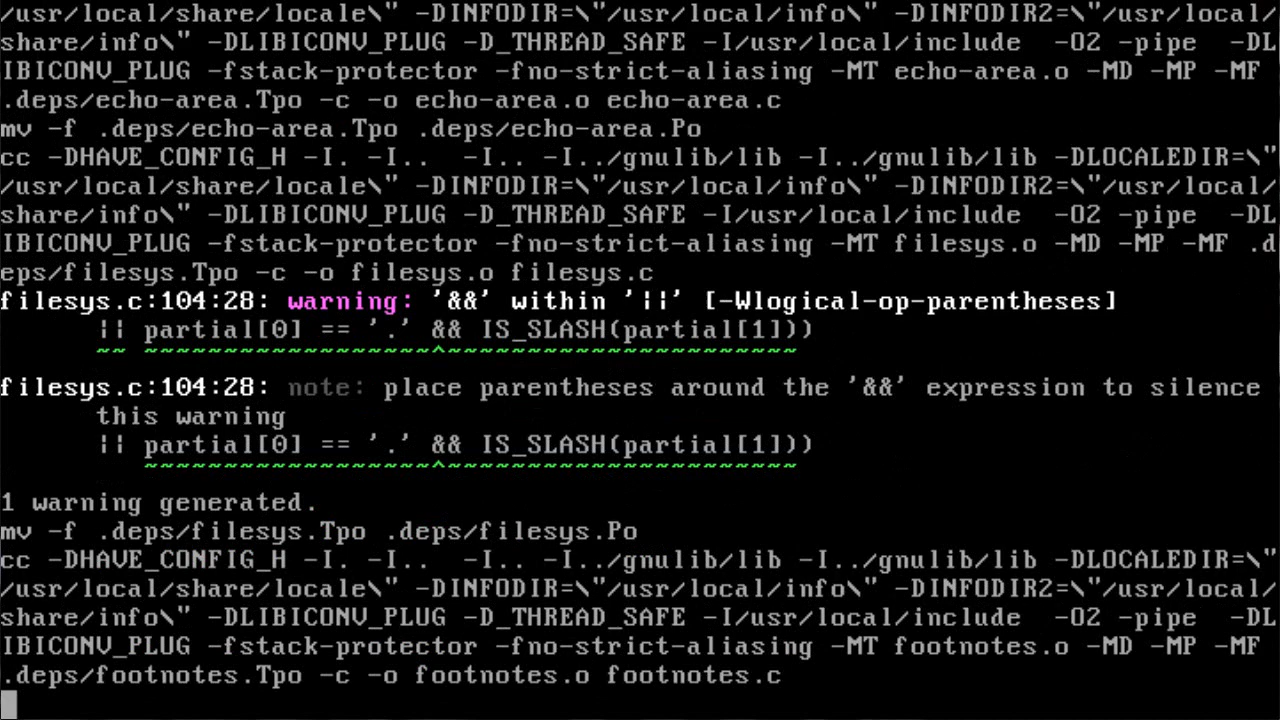 /usr/local/share/locale\" -DINFODIR=\"/usr/local/info\" -DINFODIR2=\"/usr/local/
share/info\" -DLIBICONV_PLUG -D_THREAD_SAFE -I/usr/local/include  -O2 -pipe  -DL
IBICONV_PLUG -fstack-protector -fno-strict-aliasing -MT echo-area.o -MD -MP -MF 
.deps/echo-area.Tpo -c -o echo-area.o echo-area.c
mv -f .deps/echo-area.Tpo .deps/echo-area.Po
cc -DHAVE_CONFIG_H -I. -I..  -I.. -I../gnulib/lib -I../gnulib/lib -DLOCALEDIR=\"
/usr/local/share/locale\" -DINFODIR=\"/usr/local/info\" -DINFODIR2=\"/usr/local/
share/info\" -DLIBICONV_PLUG -D_THREAD_SAFE -I/usr/local/include  -O2 -pipe  -DL
IBICONV_PLUG -fstack-protector -fno-strict-aliasing -MT filesys.o -MD -MP -MF .d
eps/filesys.Tpo -c -o filesys.o filesys.c
filesys.c:104:28: warning: '&&' within '||' [-Wlogical-op-parentheses]
      || partial[0] == '.' && IS_SLASH(partial[1]))
      ~~ ~~~~~~~~~~~~~~~~~~^~~~~~~~~~~~~~~~~~~~~~~
filesys.c:104:28: note: place parentheses around the '&&' expression to silence
      this warning
      || partial[0] == '.' && IS_SLASH(partial[1]))
         ~~~~~~~~~~~~~~~~~~^~~~~~~~~~~~~~~~~~~~~~~
1 warning generated.
mv -f .deps/filesys.Tpo .deps/filesys.Po
cc -DHAVE_CONFIG_H -I. -I..  -I.. -I../gnulib/lib -I../gnulib/lib -DLOCALEDIR=\"
/usr/local/share/locale\" -DINFODIR=\"/usr/local/info\" -DINFODIR2=\"/usr/local/
share/info\" -DLIBICONV_PLUG -D_THREAD_SAFE -I/usr/local/include  -O2 -pipe  -DL
IBICONV_PLUG -fstack-protector -fno-strict-aliasing -MT footnotes.o -MD -MP -MF 
.deps/footnotes.Tpo -c -o footnotes.o footnotes.c